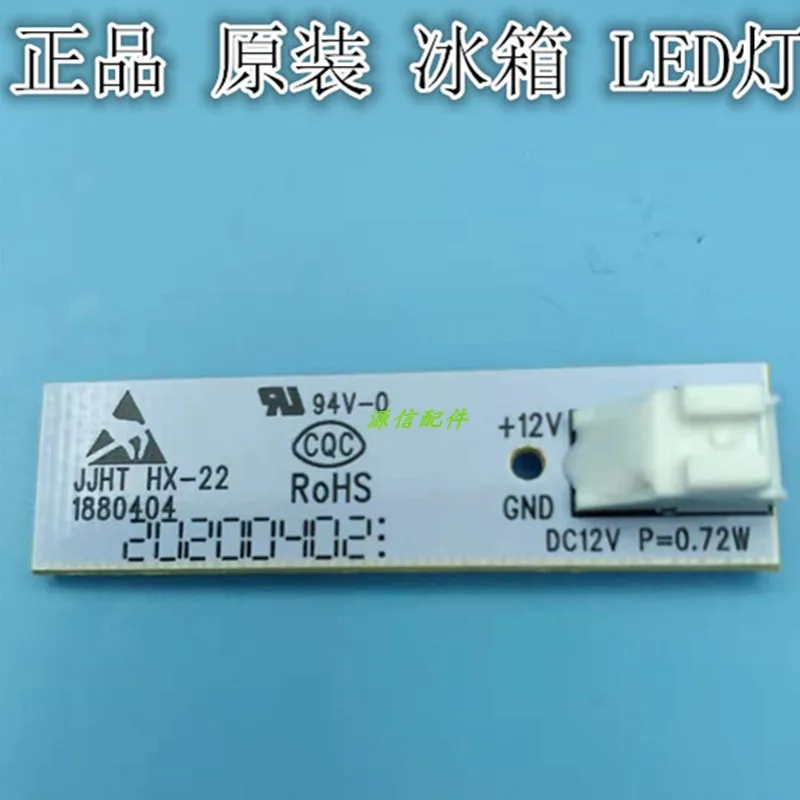 正品 原装 冰箱 LED灯
94V-0
源信配件
+12V
CQC
JJHT HX-22
RoHS
1880404
GND
20200402:
DC12V P=0.72W